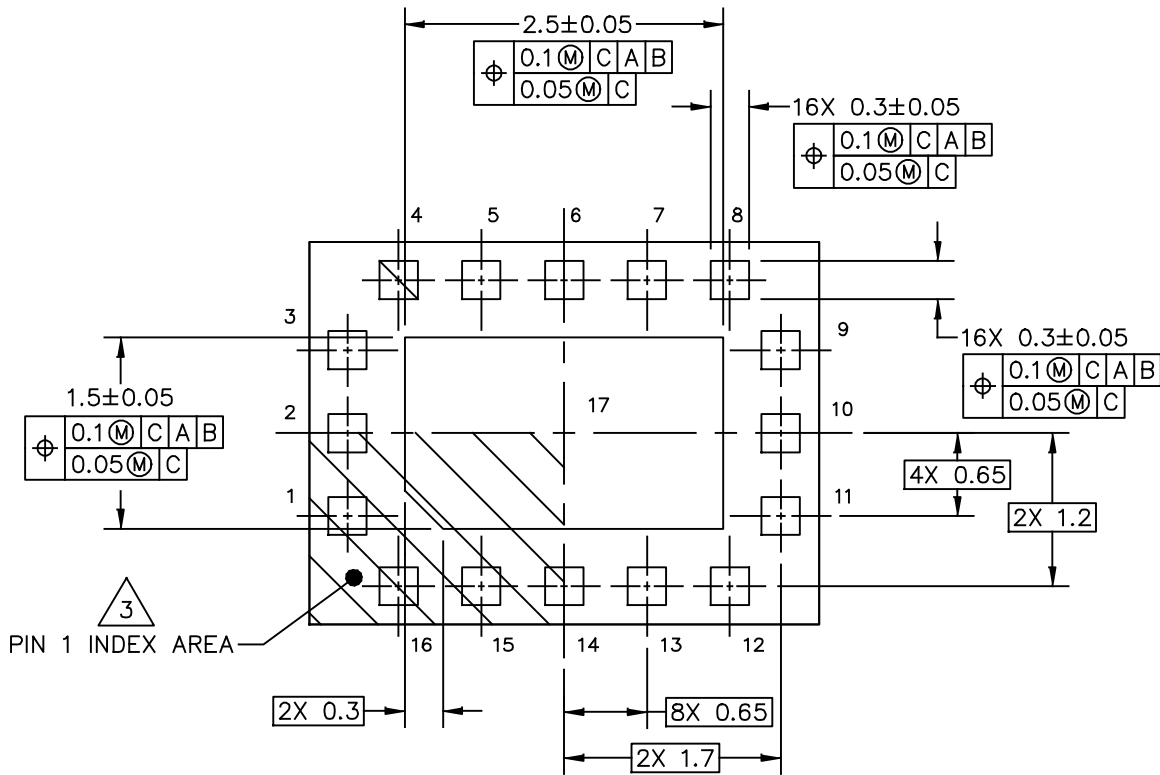 2.5±0.05
⌖ 0.1Ⓜ C A B
0.05Ⓜ C
16X 0.3±0.05
⌖ 0.1Ⓜ C A B
0.05Ⓜ C
4 5 6 7 8
3
9
16X 0.3±0.05
⌖ 0.1Ⓜ C A B
0.05Ⓜ C
1.5±0.05
⌖ 0.1Ⓜ C A B
0.05Ⓜ C
2
17
10
4X 0.65
1
11
2X 1.2
3
PIN 1 INDEX AREA
16 15 14 13 12
2X 0.3
8X 0.65
2X 1.7